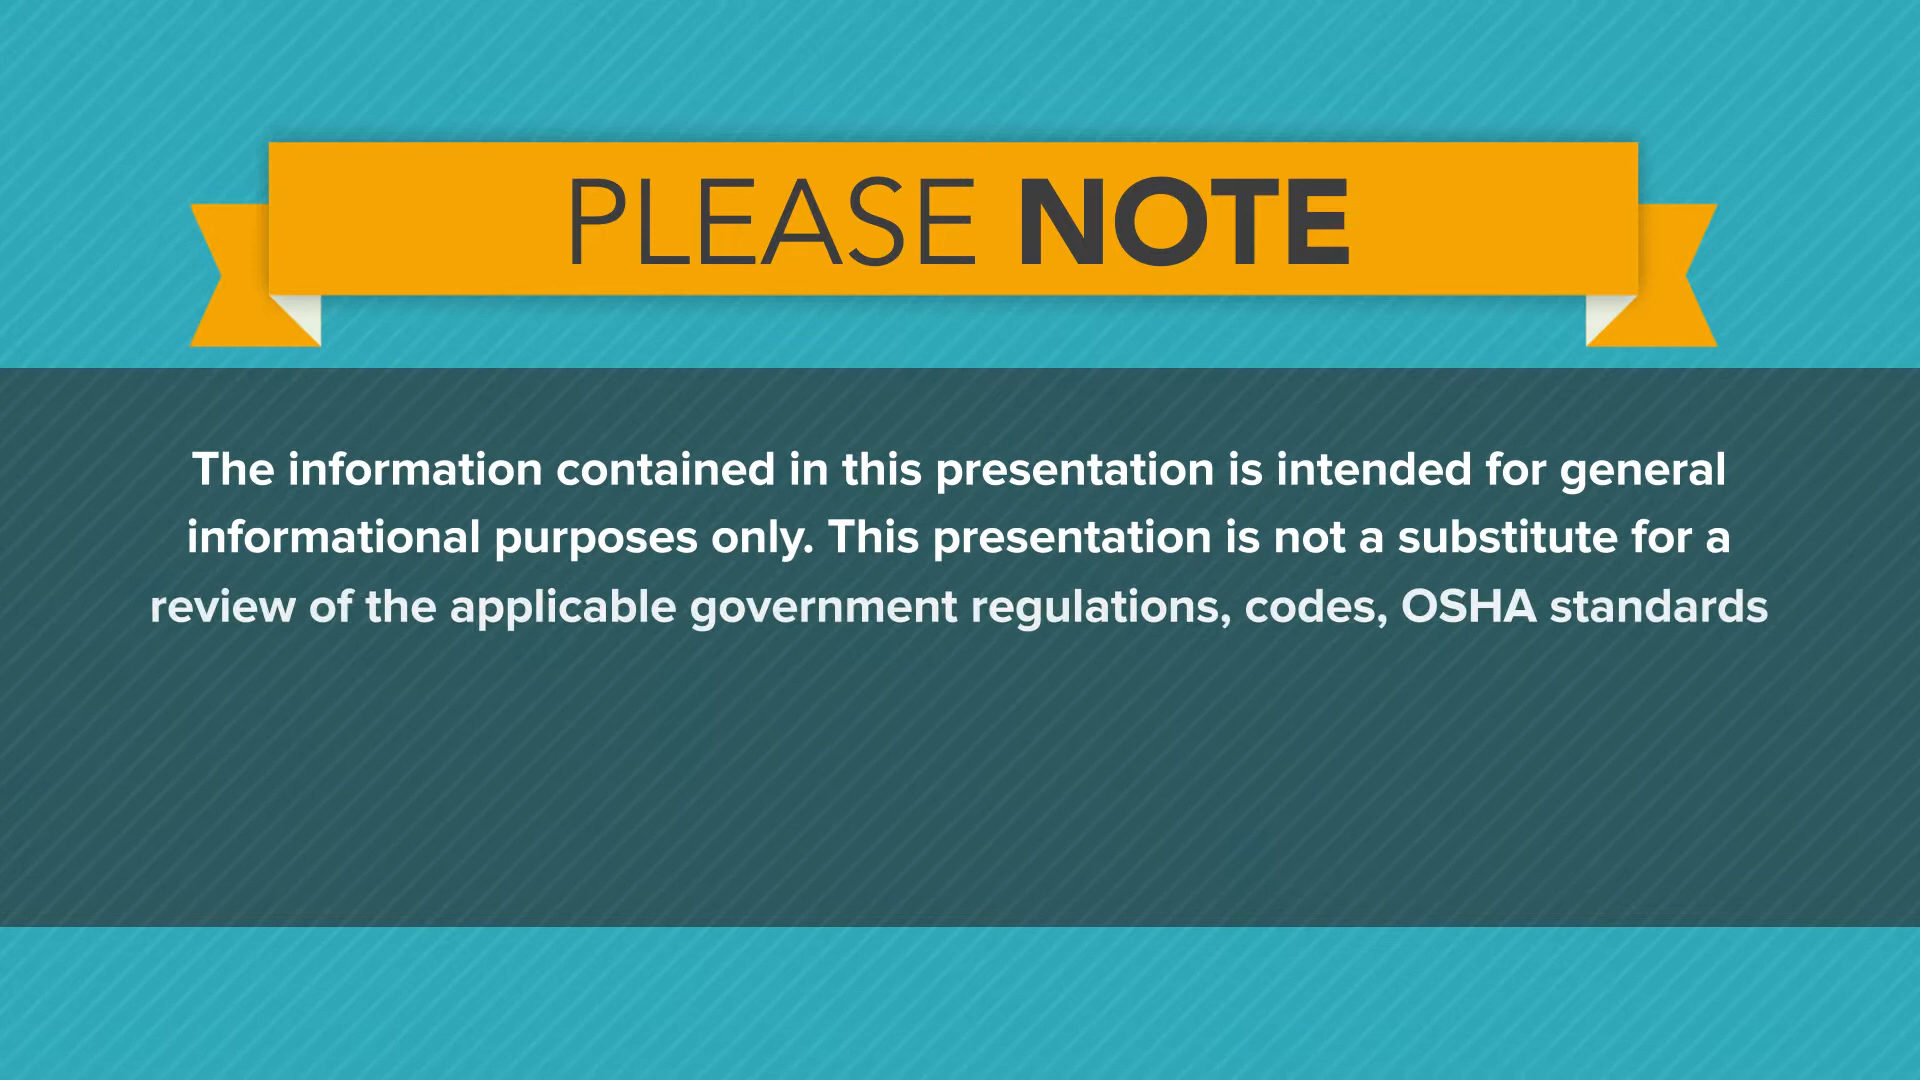 PLEASE NOTE
The information contained in this presentation is intended for general
informational purposes only. This presentation is not a substitute for a
review of the applicable government regulations, codes, OSHA standards